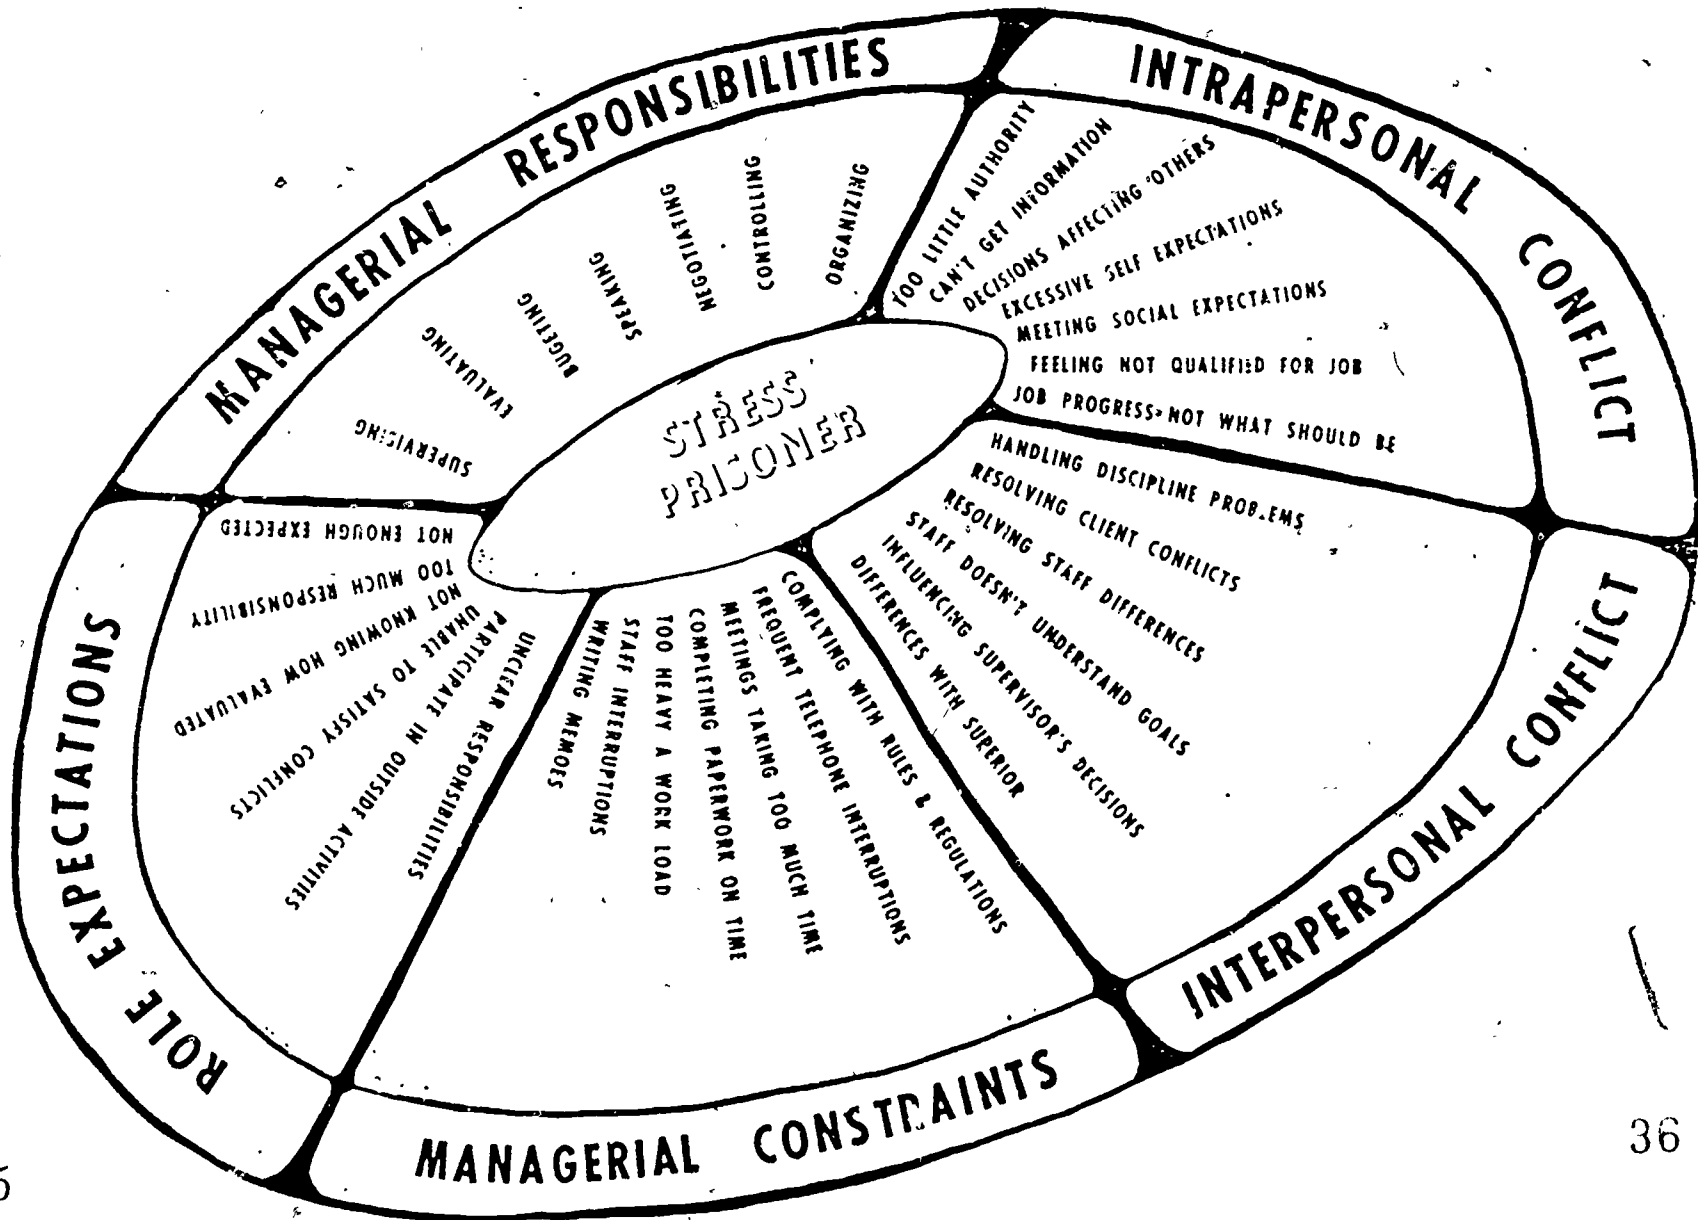 MANAGERIAL RESPONSIBILITIES
ORGANIZING
CONTROLLING
NEGOTIATING
SPEAKING
BUGETING
EVALUATING
SUPERVISING
INTRAPERSONAL CONFLICT
TOO LITTLE AUTHORITY
CAN'T GET INFORMATION
DECISIONS AFFECTING OTHERS
EXCESSIVE SELF EXPECTATIONS
MEETING SOCIAL EXPECTATIONS
FEELING NOT QUALIFIED FOR JOB
JOB PROGRESS NOT WHAT SHOULD BE
STRESS
PRISONER
INTERPERSONAL CONFLICT
HANDLING DISCIPLINE PROBLEMS
RESOLVING CLIENT CONFLICTS
RESOLVING STAFF DIFFERENCES
STAFF DOESN'T UNDERSTAND GOALS
INFLUENCING SUPERVISOR'S DECISIONS
DIFFERENCES WITH SUPERIOR
MANAGERIAL CONSTRAINTS
COMPLYING WITH RULES & REGULATIONS
FREQUENT TELEPHONE INTERRUPTIONS
MEETINGS TAKING TOO MUCH TIME
COMPLETING PAPERWORK ON TIME
TOO HEAVY A WORK LOAD
STAFF INTERRUPTIONS
WRITING MEMOES
ROLE EXPECTATIONS
UNCLEAR RESPONSIBILITIES
PARTICIPATE IN OUTSIDE ACTIVITIES
UNABLE TO SATISFY CONFLICTS
NOT KNOWING HOW EVALUATED
TOO MUCH RESPONSIBILITY
NOT ENOUGH EXPECTED
36